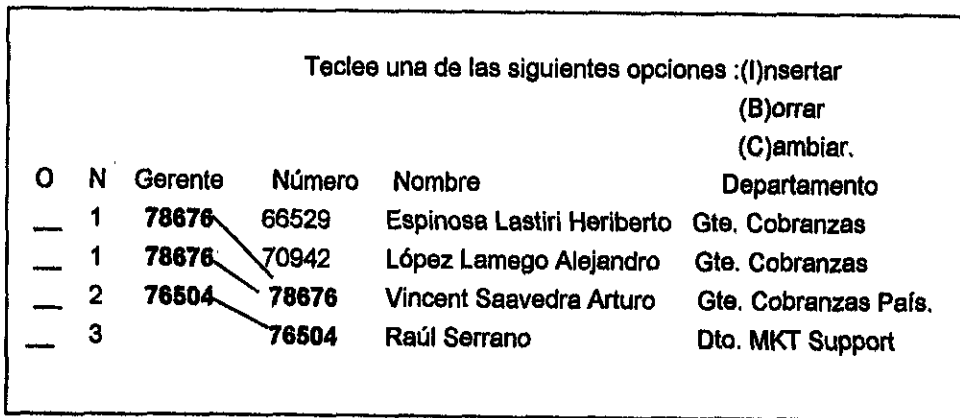 Teclee una de las siguientes opciones :(I)nsertar
(B)orrar
(C)ambiar.
O N Gerente Número Nombre Departamento
__ 1 78676 66529 Espinosa Lastiri Heriberto Gte. Cobranzas
__ 1 78676 70942 López Lamego Alejandro Gte. Cobranzas
__ 2 76504 78676 Vincent Saavedra Arturo Gte. Cobranzas País.
__ 3 76504 Raúl Serrano Dto. MKT Support